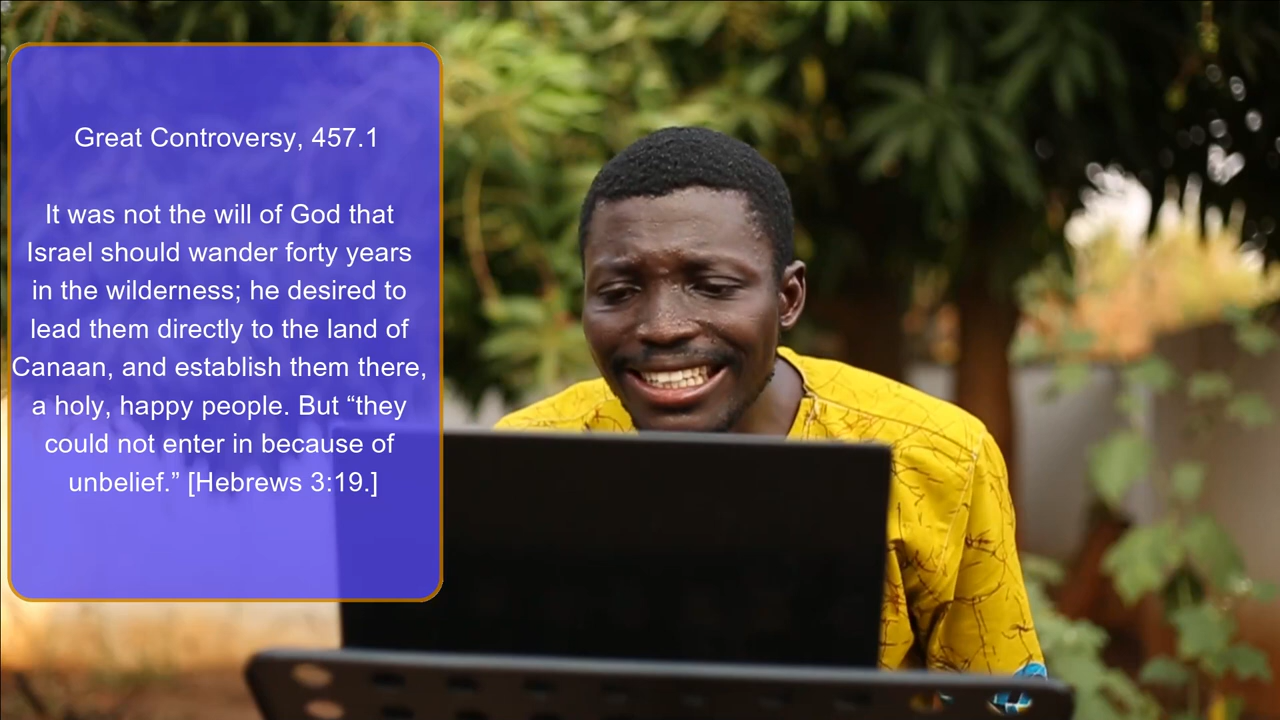 Great Controversy, 457.1
It was not the will of God that
Israel should wander forty years
in the wilderness; he desired to
lead them directly to the land of
Canaan, and establish them there,
a holy, happy people. But “they
could not enter in because of
unbelief.” [Hebrews 3:19.]